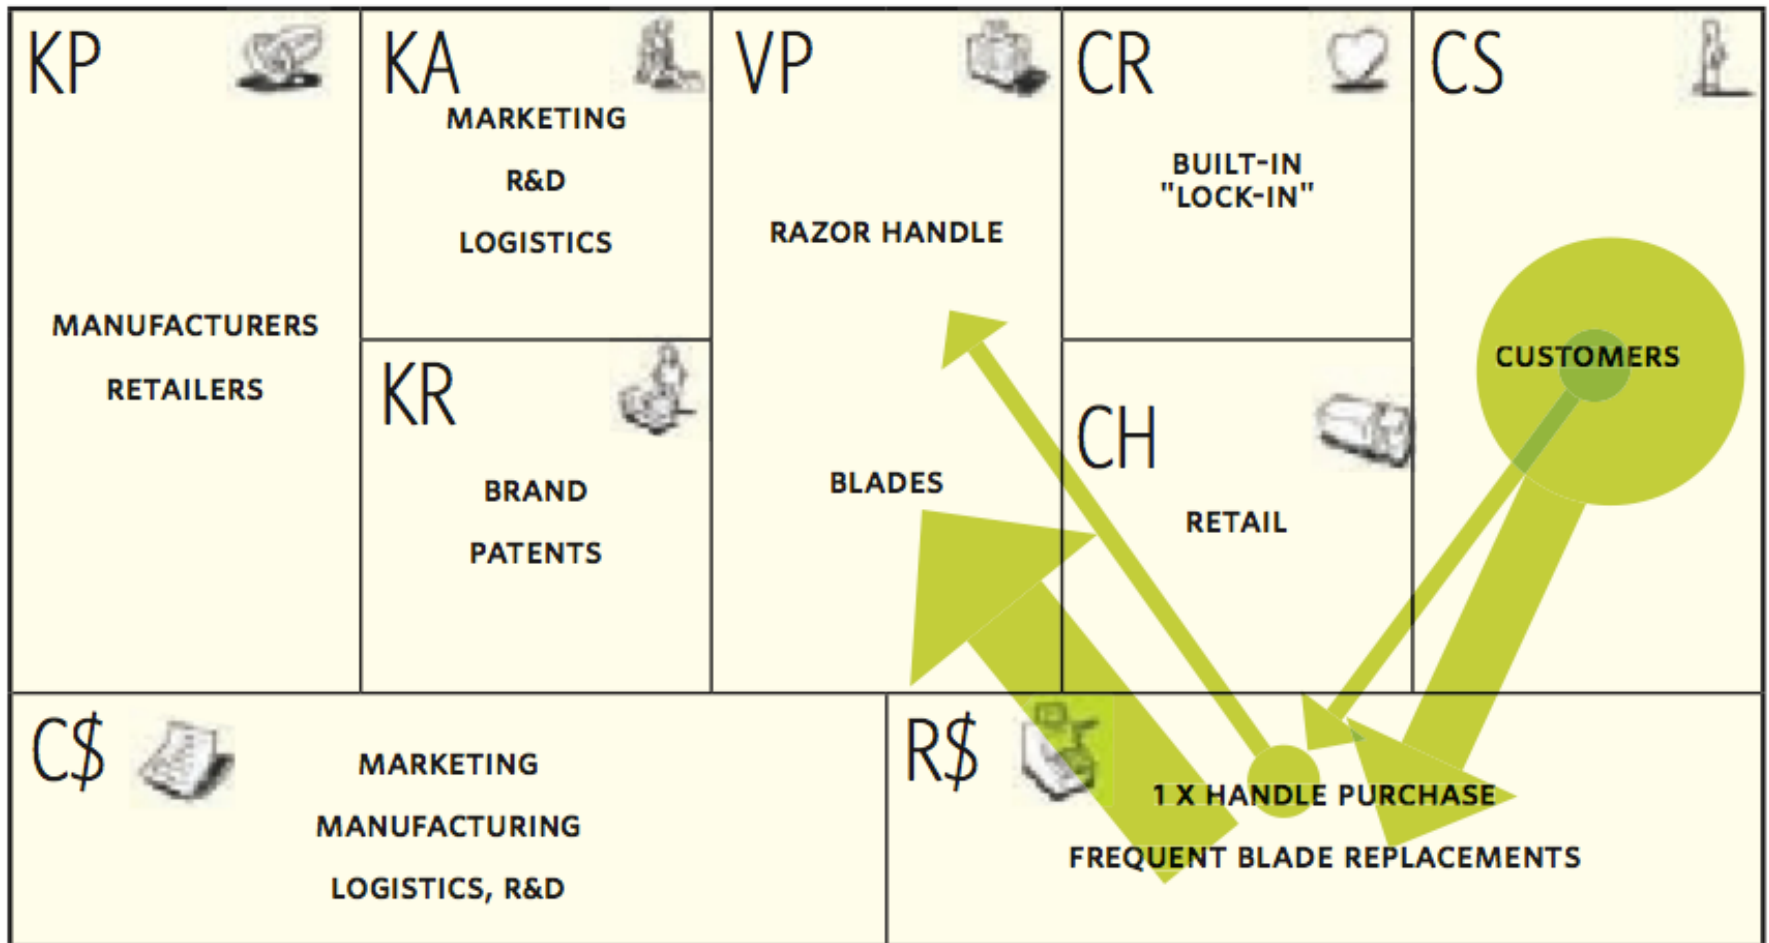 KP
MANUFACTURERS
RETAILERS
KA
MARKETING
R&D
LOGISTICS
KR
BRAND
PATENTS
VP
RAZOR HANDLE
BLADES
CR
BUILT-IN
"LOCK-IN"
CH
RETAIL
CS
CUSTOMERS
C$
MARKETING
MANUFACTURING
LOGISTICS, R&D
R$
1 X HANDLE PURCHASE
FREQUENT BLADE REPLACEMENTS